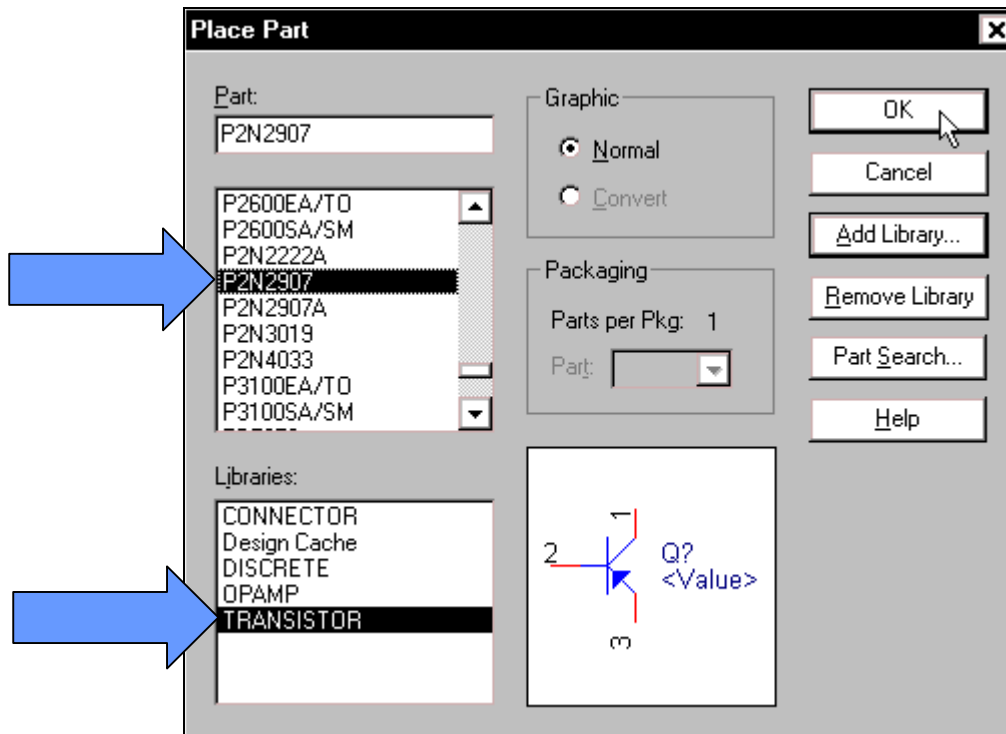 Place Part
Part:
P2N2907
P2600EA/TO
P2600SA/SM
P2N2222A
P2N2907
P2N2907A
P2N3019
P2N4033
P3100EA/TO
P3100SA/SM
Libraries:
CONNECTOR
Design Cache
DISCRETE
OPAMP
TRANSISTOR
Graphic
Normal
Convert
Packaging
Parts per Pkg: 1
Part:
1
2
Q?
<Value>
3
OK
Cancel
Add Library...
Remove Library
Part Search...
Help